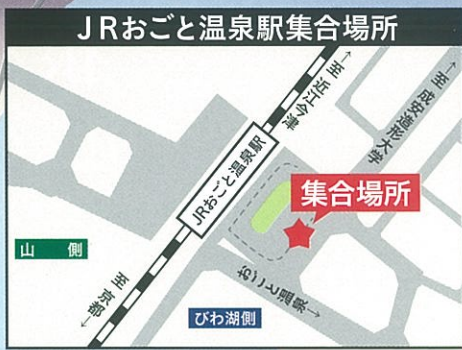 JRおごと温泉駅集合場所
←至 近江今津
←至 成安造形大学
JRおごと温泉駅
集合場所
山側
至 京都→
おごと温泉→
びわ湖側